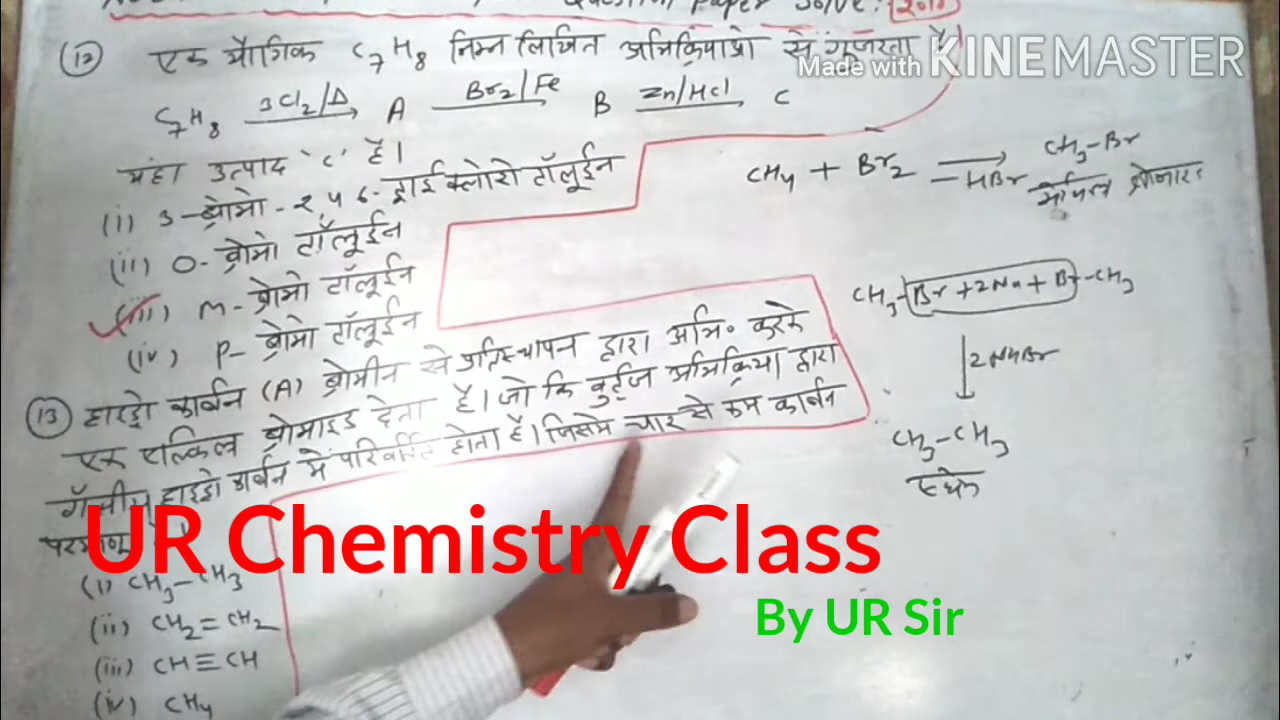 Question Paper Solve: 2018
(12) एक यौगिक C7H8 निम्न लिखित अभिक्रियाओ से गुजरता है।
Made with KINEMASTER
C7H8 3Cl2/Δ A Br2/Fe B Zn/HCl C
यहा उत्पाद 'C' है।
(i) 3-ब्रोमो-2 4 6-ट्राई क्लोरो टॉलूईन
(ii) O-ब्रोमो टॉलूईन
(iii) m-ब्रोमो टॉलूईन
(iv) p-ब्रोमो टॉलूईन
CH4 + Br2 -HBr CH3-Br
CH3-Br+2Na+Br-CH3
2NaBr
CH3-CH3
एथेन
(13) हाइड्रो कार्बन (A) ब्रोमीन से प्रतिस्थापन द्वारा अभि॰ करके
एक एल्किल ब्रोमाइड देता है। जो कि वुर्ट्ज अभिक्रिया द्वारा
गैसीय हाइड्रो कार्बन मे परिवर्तित होता है। जिसमे चार से कम कार्बन
परमाणु
(i) CH3-CH3
(ii) CH2=CH2
(iii) CH≡CH
(iv) CH4
UR Chemistry Class
By UR Sir